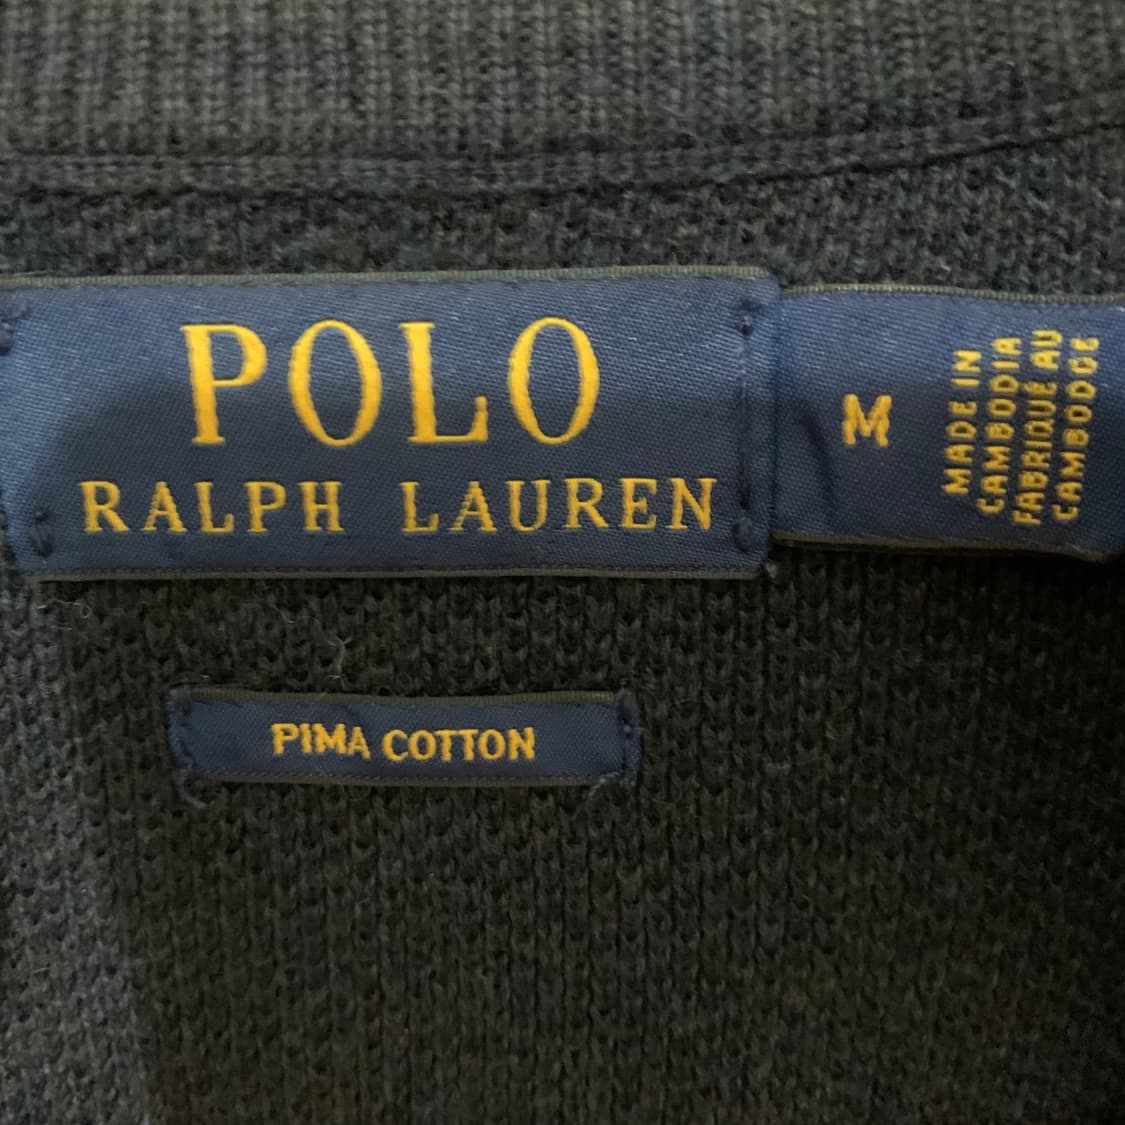 POLO
RALPH LAUREN
M
MADE IN
CAMBODIA
FABRIQUÉ AU
CAMBODGE
PIMA COTTON